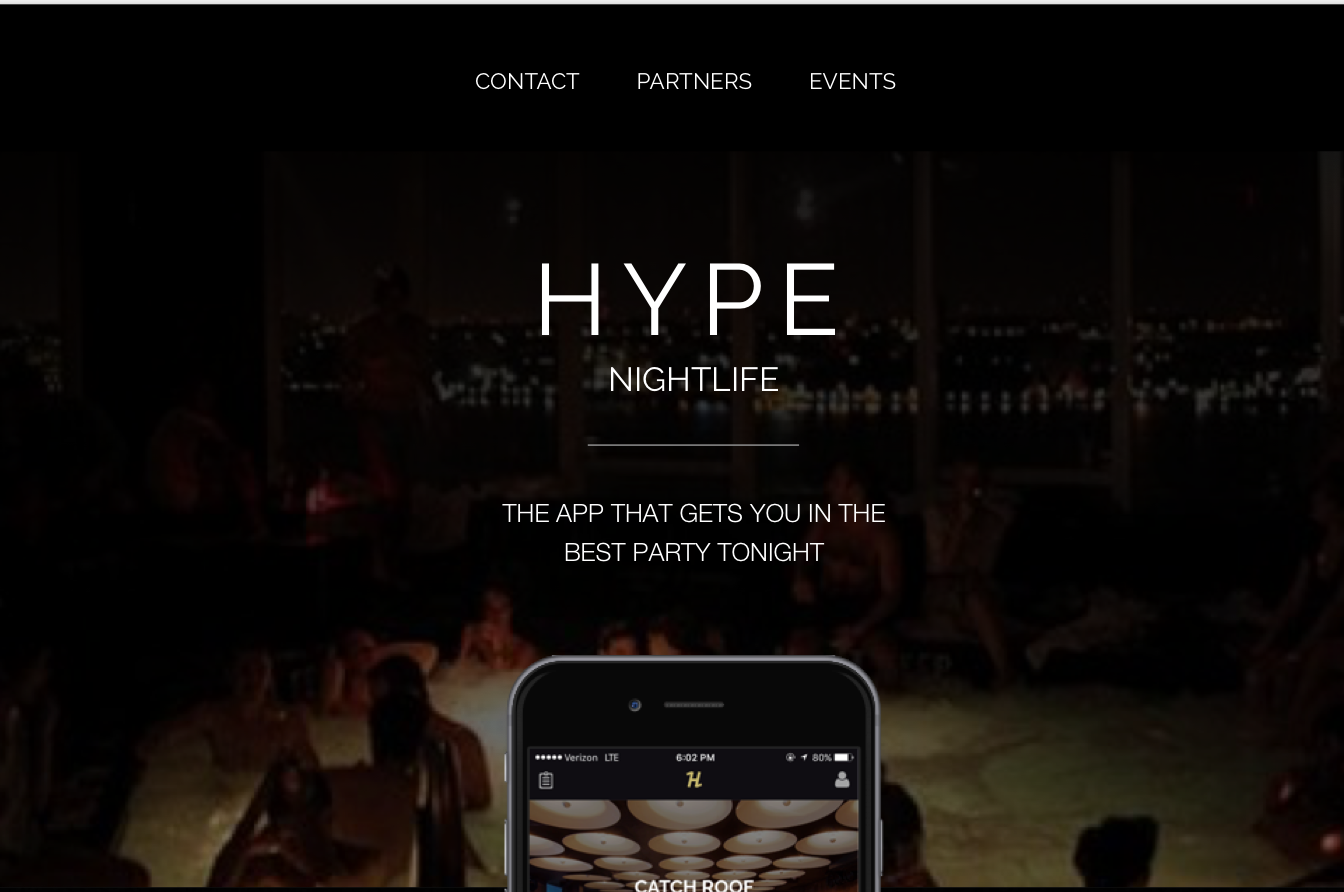 CONTACT PARTNERS EVENTS
HYPE
NIGHTLIFE
THE APP THAT GETS YOU IN THE
BEST PARTY TONIGHT
Verizon LTE 6:02 PM 80%
H
CATCH ROOF